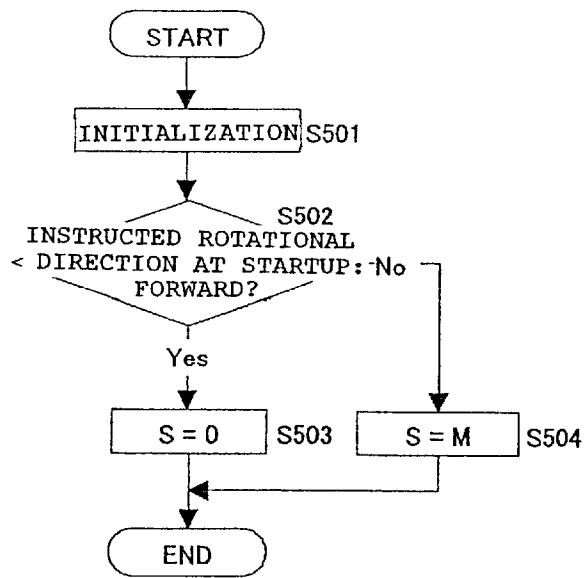 START
INITIALIZATION S501
S502
INSTRUCTED ROTATIONAL
DIRECTION AT STARTUP: No
FORWARD?
Yes
S = 0 S503 S = M S504
END